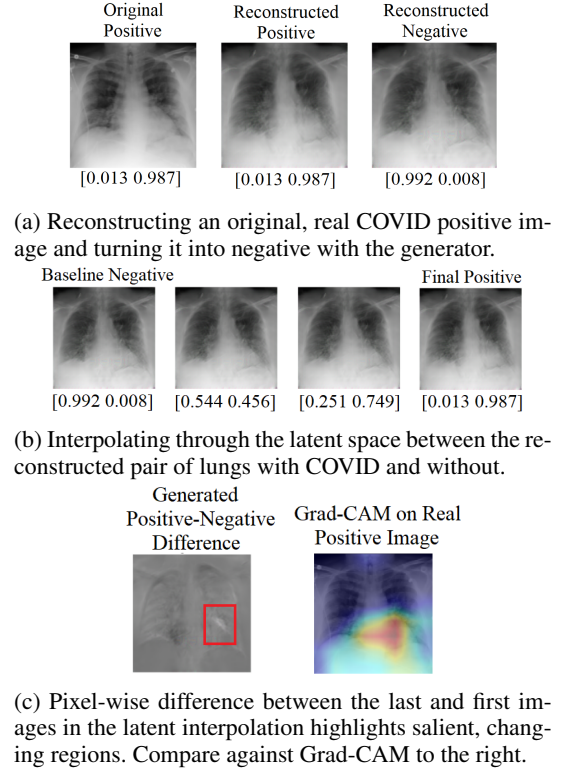 Original Positive
Reconstructed Positive
Reconstructed Negative
[0.013 0.987]
[0.013 0.987]
[0.992 0.008]
(a) Reconstructing an original, real COVID positive im-
age and turning it into negative with the generator.
Baseline Negative
Final Positive
[0.992 0.008]
[0.544 0.456]
[0.251 0.749]
[0.013 0.987]
(b) Interpolating through the latent space between the re-
constructed pair of lungs with COVID and without.
Generated
Positive-Negative
Difference
Grad-CAM on Real
Positive Image
(c) Pixel-wise difference between the last and first im-
ages in the latent interpolation highlights salient, chang-
ing regions. Compare against Grad-CAM to the right.